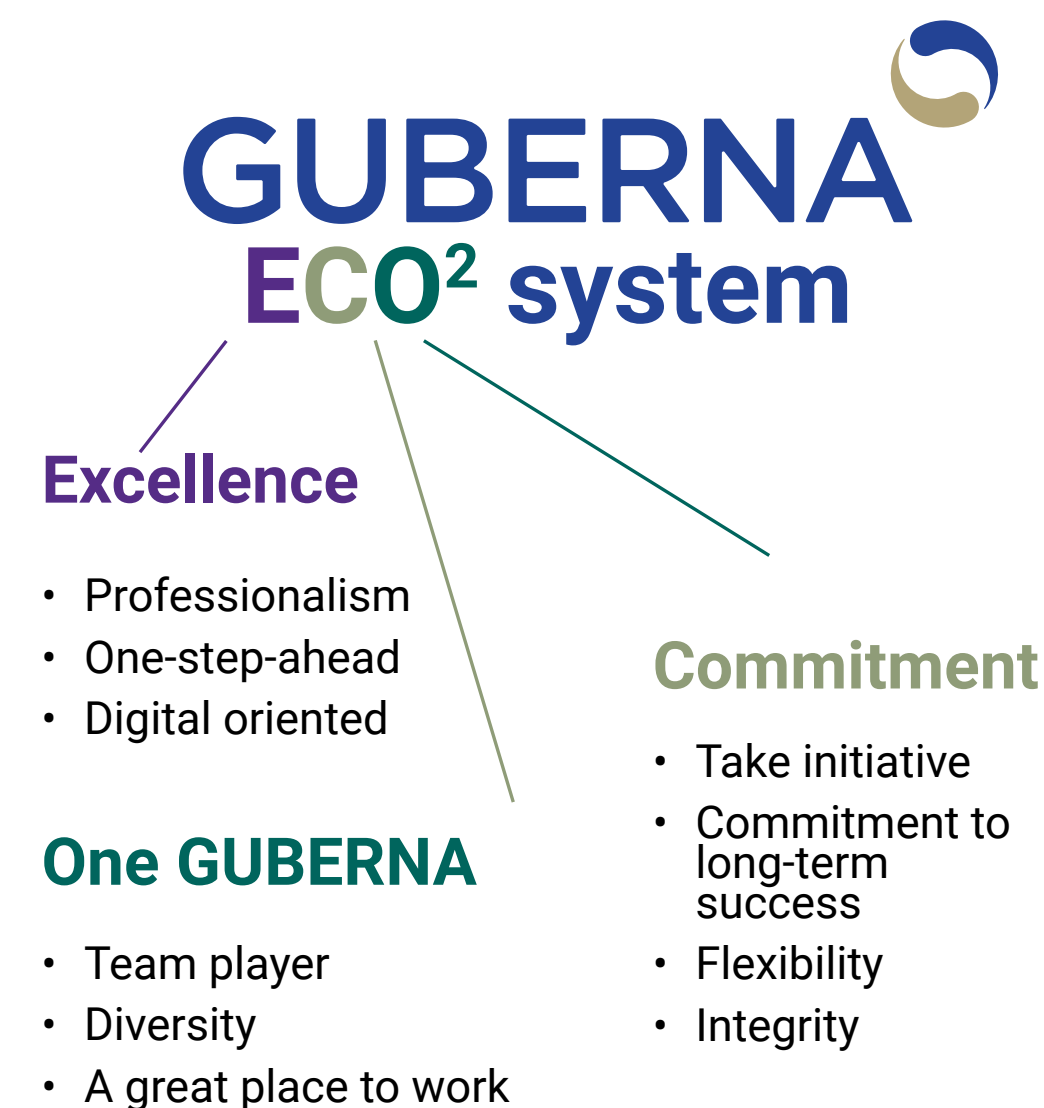 GUBERNA
ECO² system
Excellence
• Professionalism
• One-step-ahead
• Digital oriented
Commitment
• Take initiative
• Commitment to
long-term
success
• Flexibility
• Integrity
One GUBERNA
• Team player
• Diversity
• A great place to work